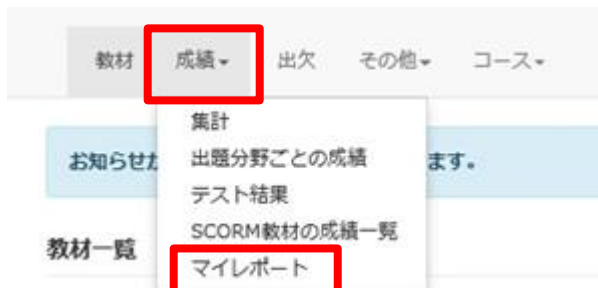 教材 成績▾ 出欠 その他▾ コース▾
集計
お知らせ
出題分野ごとの成績
ます。
テスト結果
SCORM教材の成績一覧
教材一覧
マイレポート